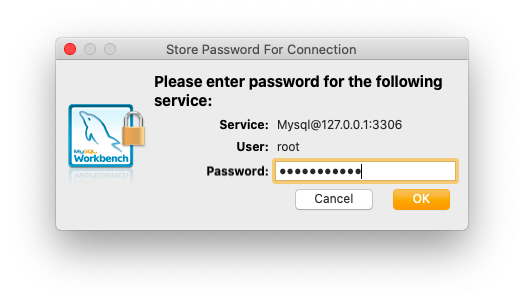 Store Password For Connection
Please enter password for the following
service:
Service: Mysql@127.0.0.1:3306
User: root
Password: ●●●●●●●●●●●
MySQL
Workbench
Cancel OK